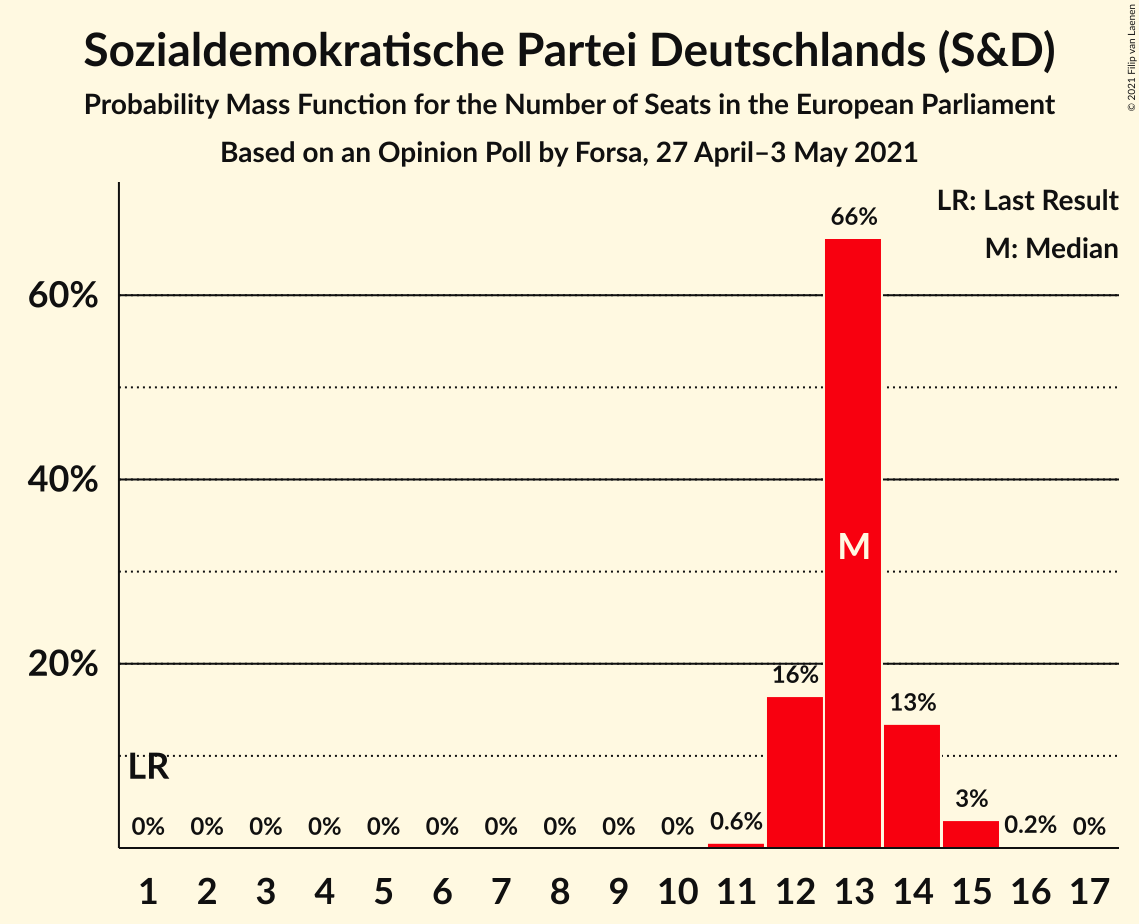 Sozialdemokratische Partei Deutschlands (S&D)
Probability Mass Function for the Number of Seats in the European Parliament
Based on an Opinion Poll by Forsa, 27 April–3 May 2021
© 2021 Filip van Laenen
LR: Last Result
M: Median
66%
60%
40%
M
20%
16%
13%
LR
3%
0% 0% 0% 0% 0% 0% 0% 0% 0% 0% 0.6% 0.2% 0%
1 2 3 4 5 6 7 8 9 10 11 12 13 14 15 16 17